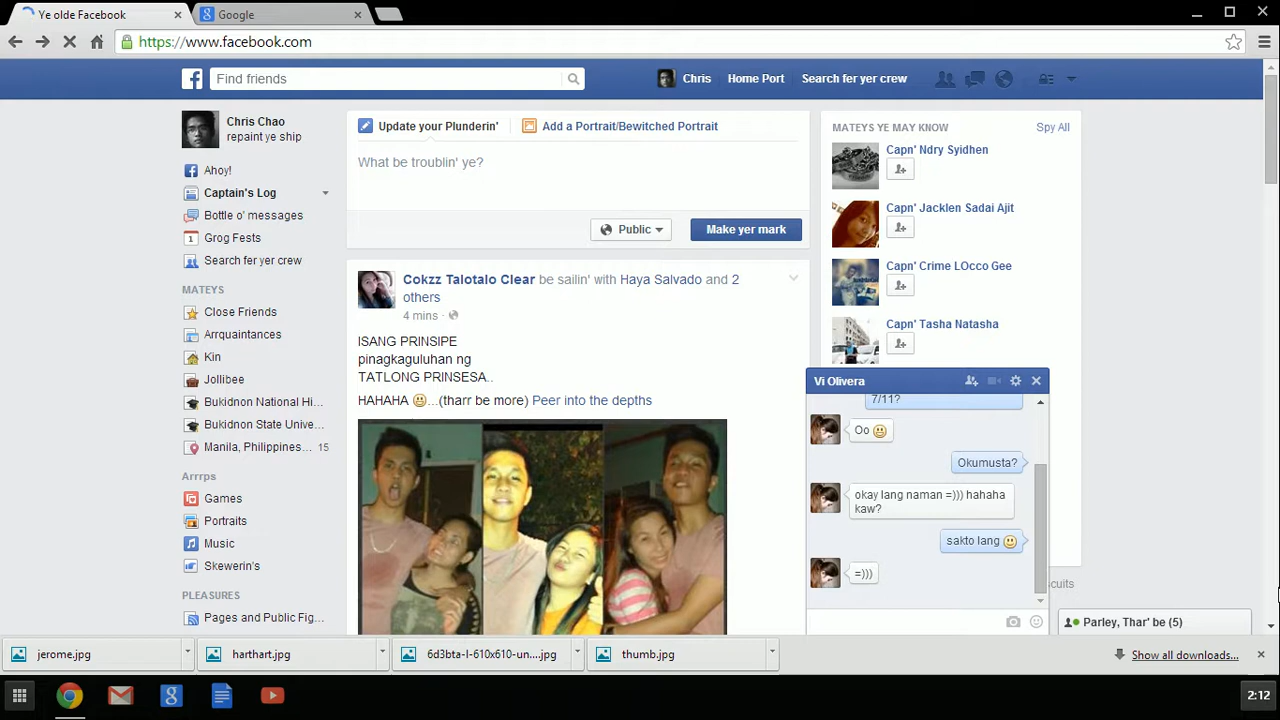 Ye olde Facebook
Google
https://www.facebook.com
Find friends
Chris
Home Port
Search fer yer crew
Chris Chao
repaint ye ship
Ahoy!
Captain's Log
Bottle o' messages
Grog Fests
1
Search fer yer crew
MATEYS
Close Friends
Arrquaintances
Kin
Jollibee
Bukidnon National Hi...
Bukidnon State Unive...
Manila, Philippines... 15
Arrrps
Games
Portraits
Music
Skewerin's
PLEASURES
Pages and Public Fig...
Update your Plunderin'
Add a Portrait/Bewitched Portrait
What be troublin' ye?
Public
Make yer mark
Cokzz Talotalo Clear be sailin' with Haya Salvado and 2
others
4 mins ·
ISANG PRINSIPE
pinagkaguluhan ng
TATLONG PRINSESA..
HAHAHA 😃...(tharr be more) Peer into the depths
MATEYS YE MAY KNOW
Spy All
Capn' Ndry Syidhen
Capn' Jacklen Sadai Ajit
Capn' Crime LOcco Gee
Capn' Tasha Natasha
Vi Olivera
7/11?
Oo 😃
Okumusta?
okay lang naman =))) hahaha
kaw?
sakto lang 🙂
=)))
scuits
Parley, Thar' be (5)
jerome.jpg
harthart.jpg
6d3bta-l-610x610-un....jpg
thumb.jpg
Show all downloads...
2:12